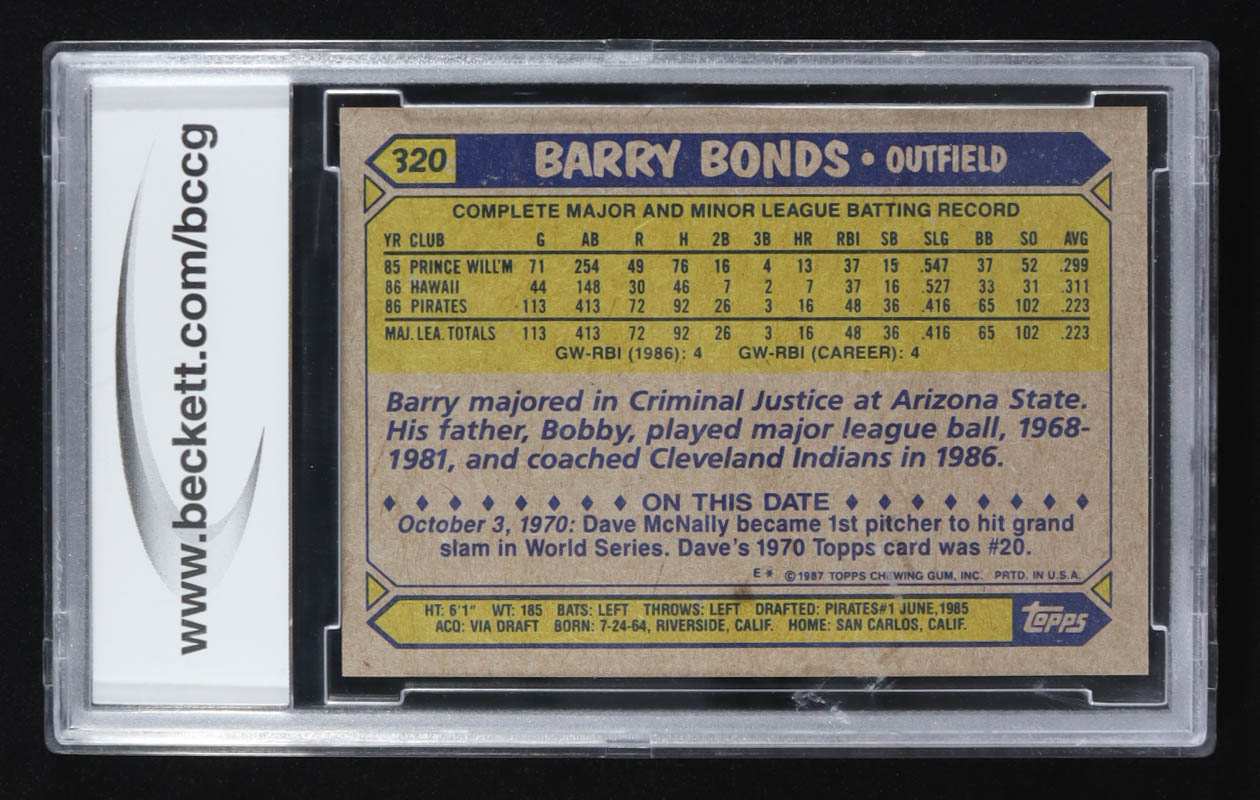 www.beckett.com/bccg
320 BARRY BONDS • OUTFIELD
COMPLETE MAJOR AND MINOR LEAGUE BATTING RECORD
YR CLUB G AB R H 2B 3B HR RBI SB SLG BB SO AVG
85 PRINCE WILL'M 71 254 49 76 16 4 13 37 15 .547 37 52 .299
86 HAWAII 44 148 30 46 7 2 7 37 16 .527 33 31 .311
86 PIRATES 113 413 72 92 26 3 16 48 36 .416 65 102 .223
MAJ. LEA. TOTALS 113 413 72 92 26 3 16 48 36 .416 65 102 .223
GW-RBI (1986): 4 GW-RBI (CAREER): 4
Barry majored in Criminal Justice at Arizona State.
His father, Bobby, played major league ball, 1968-
1981, and coached Cleveland Indians in 1986.
♦ ♦ ♦ ♦ ♦ ♦ ♦ ♦ ON THIS DATE ♦ ♦ ♦ ♦ ♦ ♦ ♦ ♦
October 3, 1970: Dave McNally became 1st pitcher to hit grand
slam in World Series. Dave's 1970 Topps card was #20.
E* ©1987 TOPPS CHEWING GUM, INC. PRTD. IN U.S.A.
HT: 6'1" WT: 185 BATS: LEFT THROWS: LEFT DRAFTED: PIRATES#1 JUNE,1985
ACQ: VIA DRAFT BORN: 7-24-64, RIVERSIDE, CALIF. HOME: SAN CARLOS, CALIF.
topps